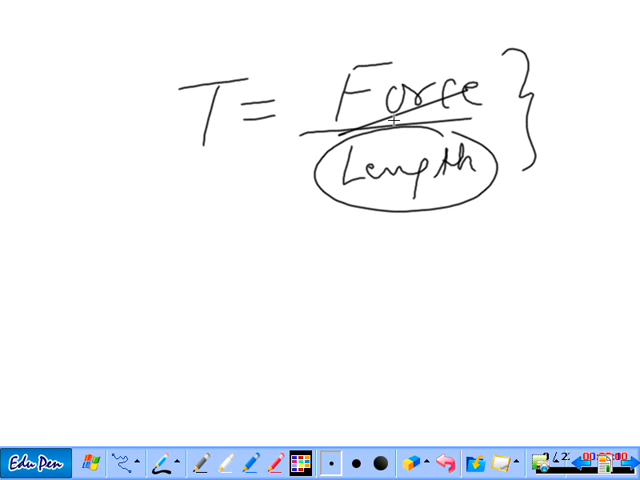 T = Force
Length
Edu Pen